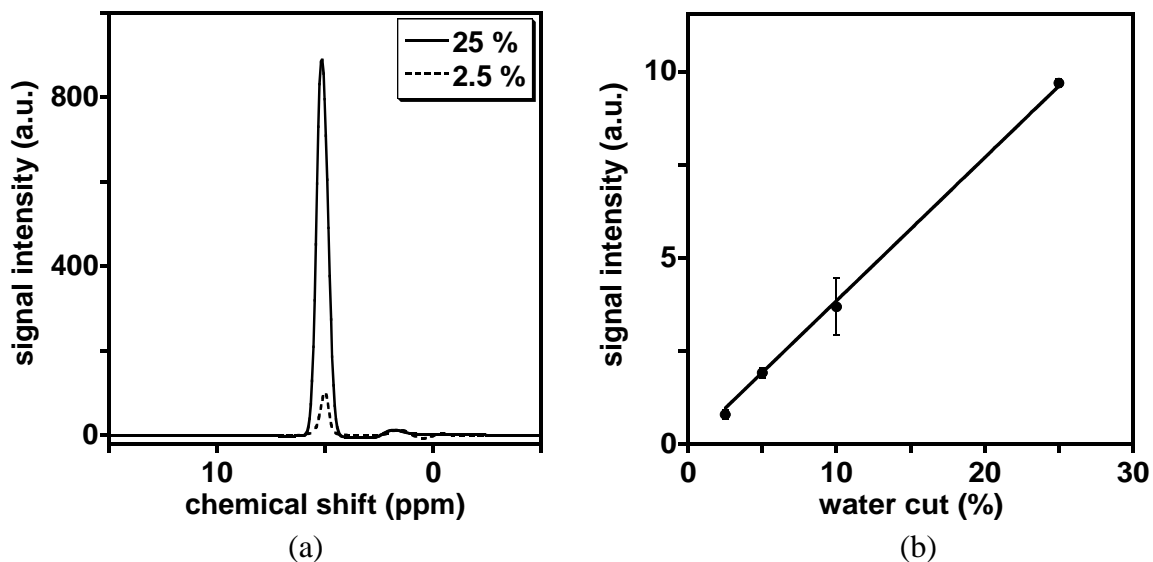 25 %
2.5 %
signal intensity (a.u.)
800
400
0
10
0
chemical shift (ppm)
(a)
signal intensity (a.u.)
10
5
0
0
10
20
30
water cut (%)
(b)